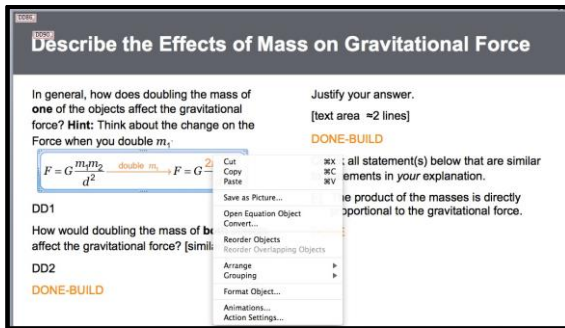 DD86
DD90
Describe the Effects of Mass on Gravitational Force
In general, how does doubling the mass of
one of the objects affect the gravitational
force? Hint: Think about the change on the
Force when you double m₁.
F = G m₁m₂ / d² double m₁ → F = G 2
DD1
How would doubling the mass of
affect the gravitational force?
DD2
DONE-BUILD
Cut ⌘X
Copy ⌘C
Paste ⌘V
Save as Picture...
Open Equation Object
Convert...
Reorder Objects
Reorder Overlapping Objects
Arrange
Grouping
Format Object...
Animations...
Action Settings...
Justify your answer.
[text area ≈2 lines]
DONE-BUILD
all statement(s) below that are similar
in your explanation.
product of the masses is directly
to the gravitational force.